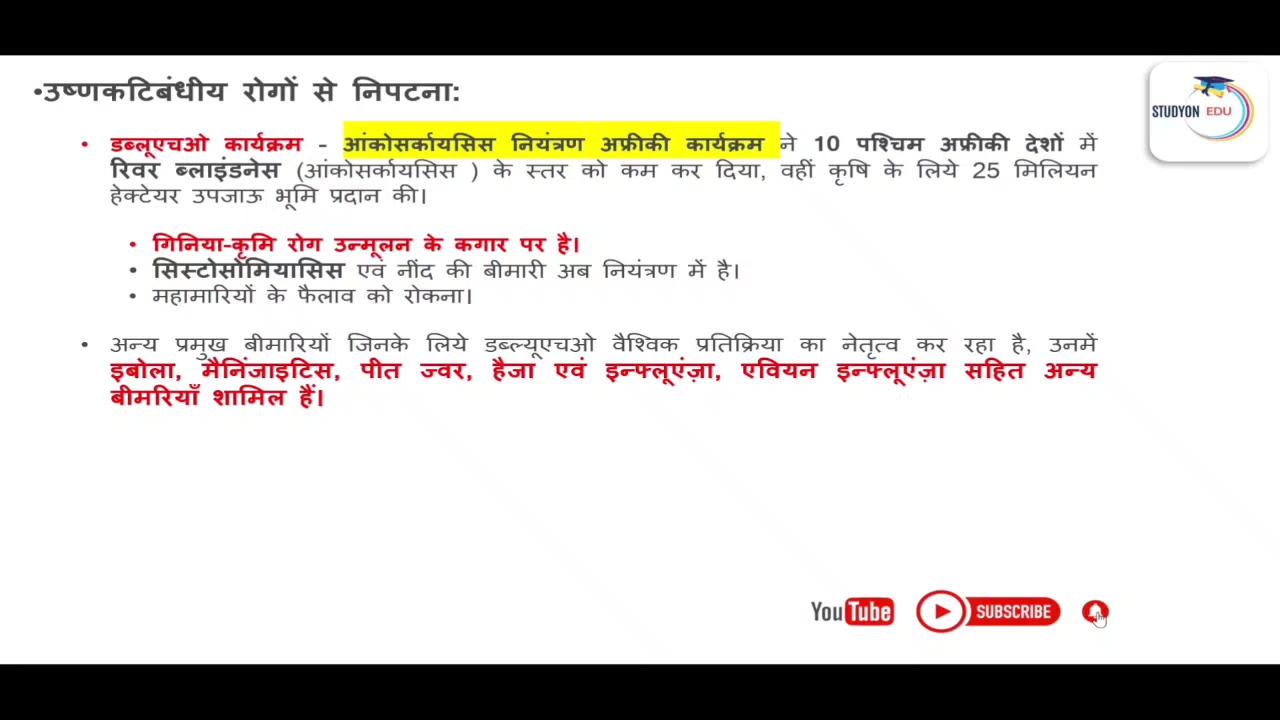 •उष्णकटिबंधीय रोगों से निपटना:
STUDYON EDU
• डब्लूएचओ कार्यक्रम - आंकोसर्कायसिस नियंत्रण अफ्रीकी कार्यक्रम ने 10 पश्चिम अफ्रीकी देशों में
रिवर ब्लाइंडनेस (आंकोसर्कायसिस ) के स्तर को कम कर दिया, वहीं कृषि के लिये 25 मिलियन
हेक्टेयर उपजाऊ भूमि प्रदान की।
• गिनिया-कृमि रोग उन्मूलन के कगार पर है।
• सिस्टोसोमियासिस एवं नींद की बीमारी अब नियंत्रण में है।
• महामारियों के फैलाव को रोकना।
• अन्य प्रमुख बीमारियों जिनके लिये डब्ल्यूएचओ वैश्विक प्रतिक्रिया का नेतृत्व कर रहा है, उनमें
इबोला, मैनिंजाइटिस, पीत ज्वर, हैजा एवं इन्फ्लूएंज़ा, एवियन इन्फ्लूएंज़ा सहित अन्य
बीमरियाँ शामिल हैं।
YouTube SUBSCRIBE